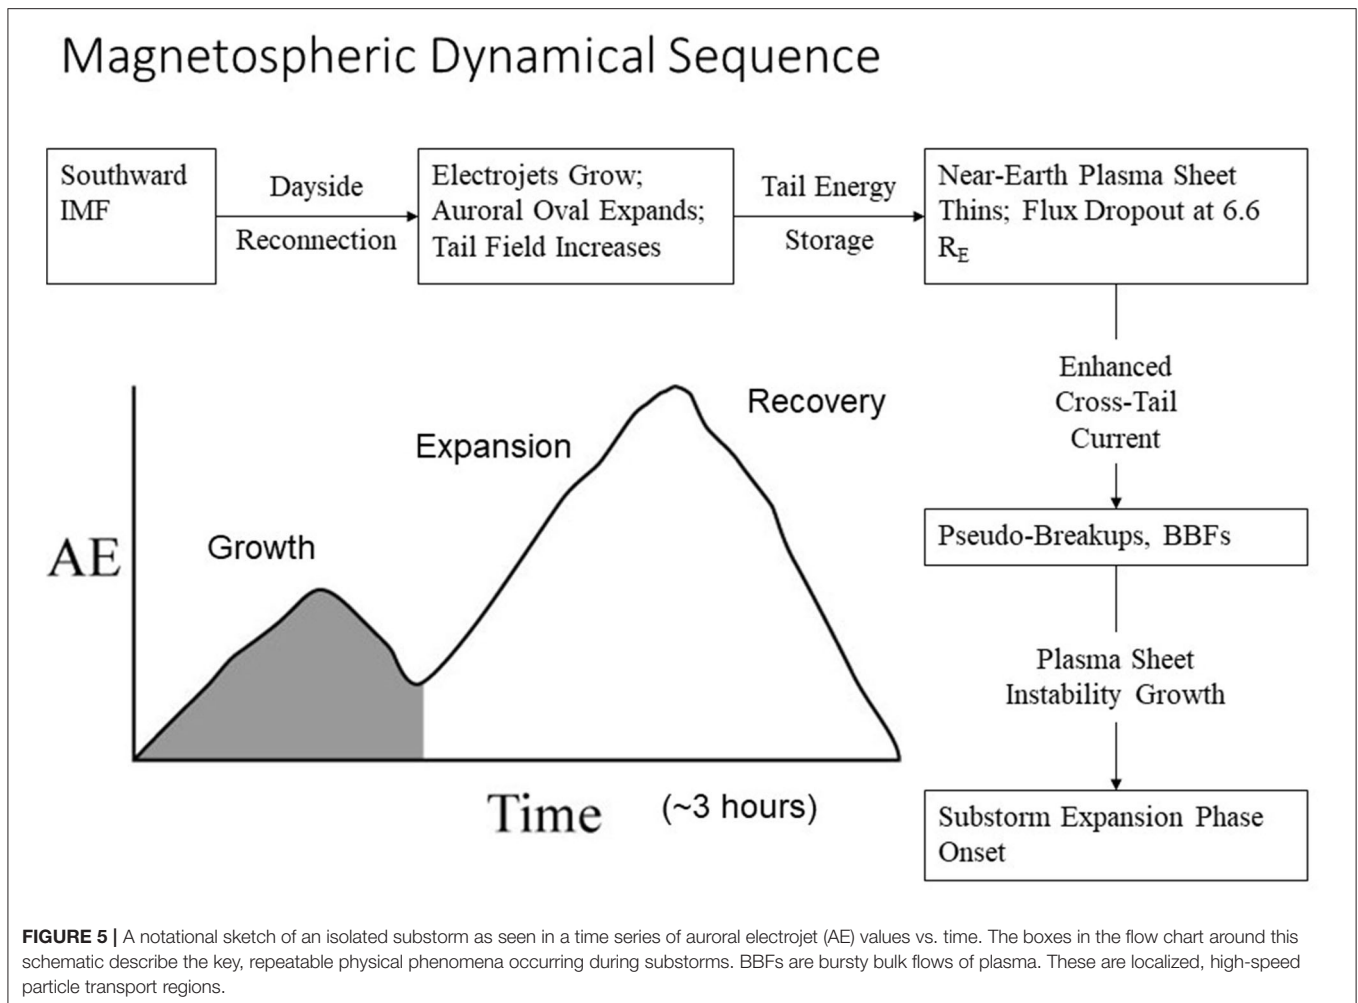 Magnetospheric Dynamical Sequence
Southward
IMF
Dayside
Reconnection
Electrojets Grow;
Auroral Oval Expands;
Tail Field Increases
Tail Energy
Storage
Near-Earth Plasma Sheet
Thins; Flux Dropout at 6.6
RE
Enhanced
Cross-Tail
Current
Pseudo-Breakups, BBFs
Plasma Sheet
Instability Growth
Substorm Expansion Phase
Onset
AE
Growth
Expansion
Recovery
Time (~3 hours)
FIGURE 5 | A notational sketch of an isolated substorm as seen in a time series of auroral electrojet (AE) values vs. time. The boxes in the flow chart around this
schematic describe the key, repeatable physical phenomena occurring during substorms. BBFs are bursty bulk flows of plasma. These are localized, high-speed
particle transport regions.